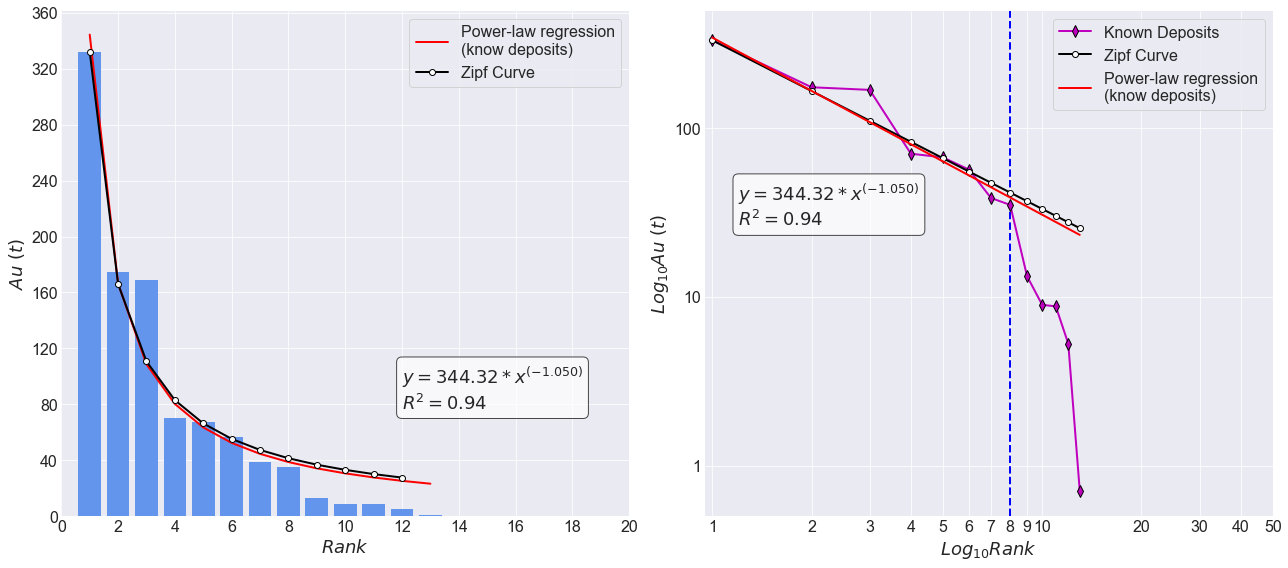 360
320
280
240
200
160
120
80
40
0
Au (t)
Power-law regression
(know deposits)
Zipf Curve
y = 344.32 * x^(−1.050)
R² = 0.94
0 2 4 6 8 10 12 14 16 18 20
Rank
100
10
1
Log₁₀Au (t)
Known Deposits
Zipf Curve
Power-law regression
(know deposits)
y = 344.32 * x^(−1.050)
R² = 0.94
1 2 3 4 5 6 7 8 9 10 20 30 40 50
Log₁₀Rank